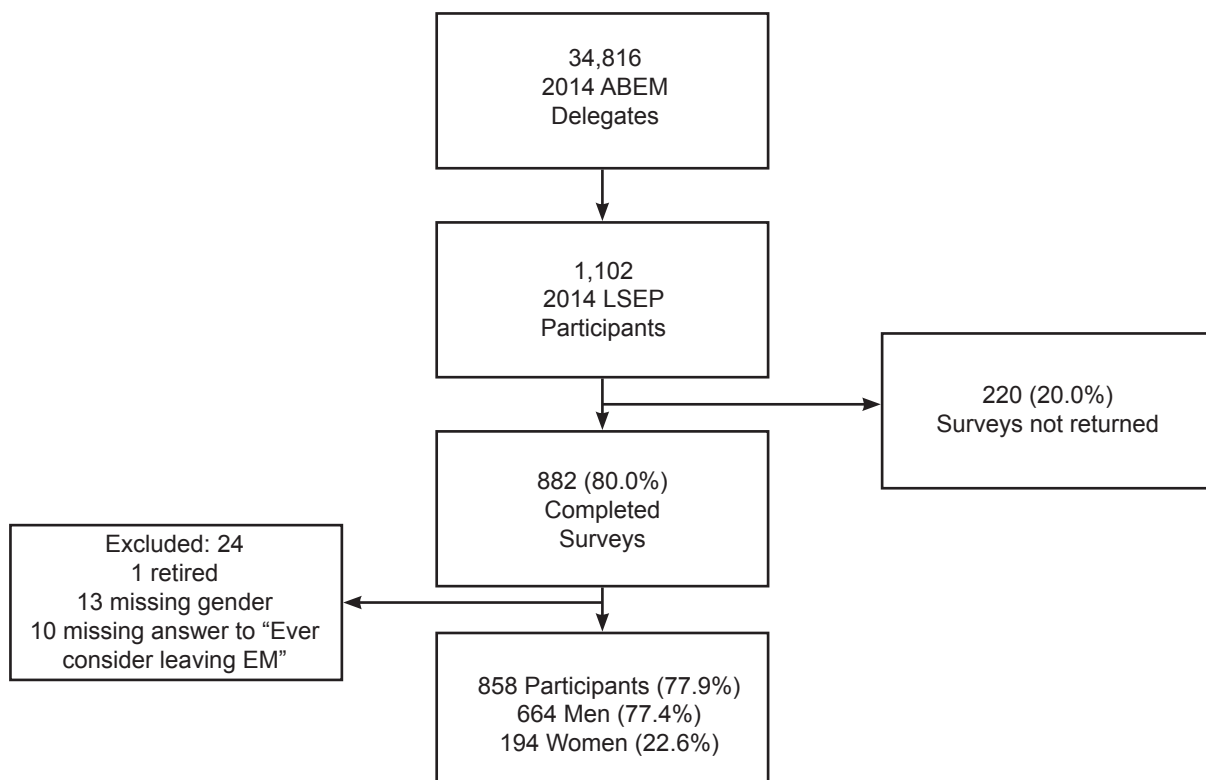 34,816
2014 ABEM
Delegates
1,102
2014 LSEP
Participants
220 (20.0%)
Surveys not returned
882 (80.0%)
Completed
Surveys
Excluded: 24
1 retired
13 missing gender
10 missing answer to “Ever
consider leaving EM”
858 Participants (77.9%)
664 Men (77.4%)
194 Women (22.6%)